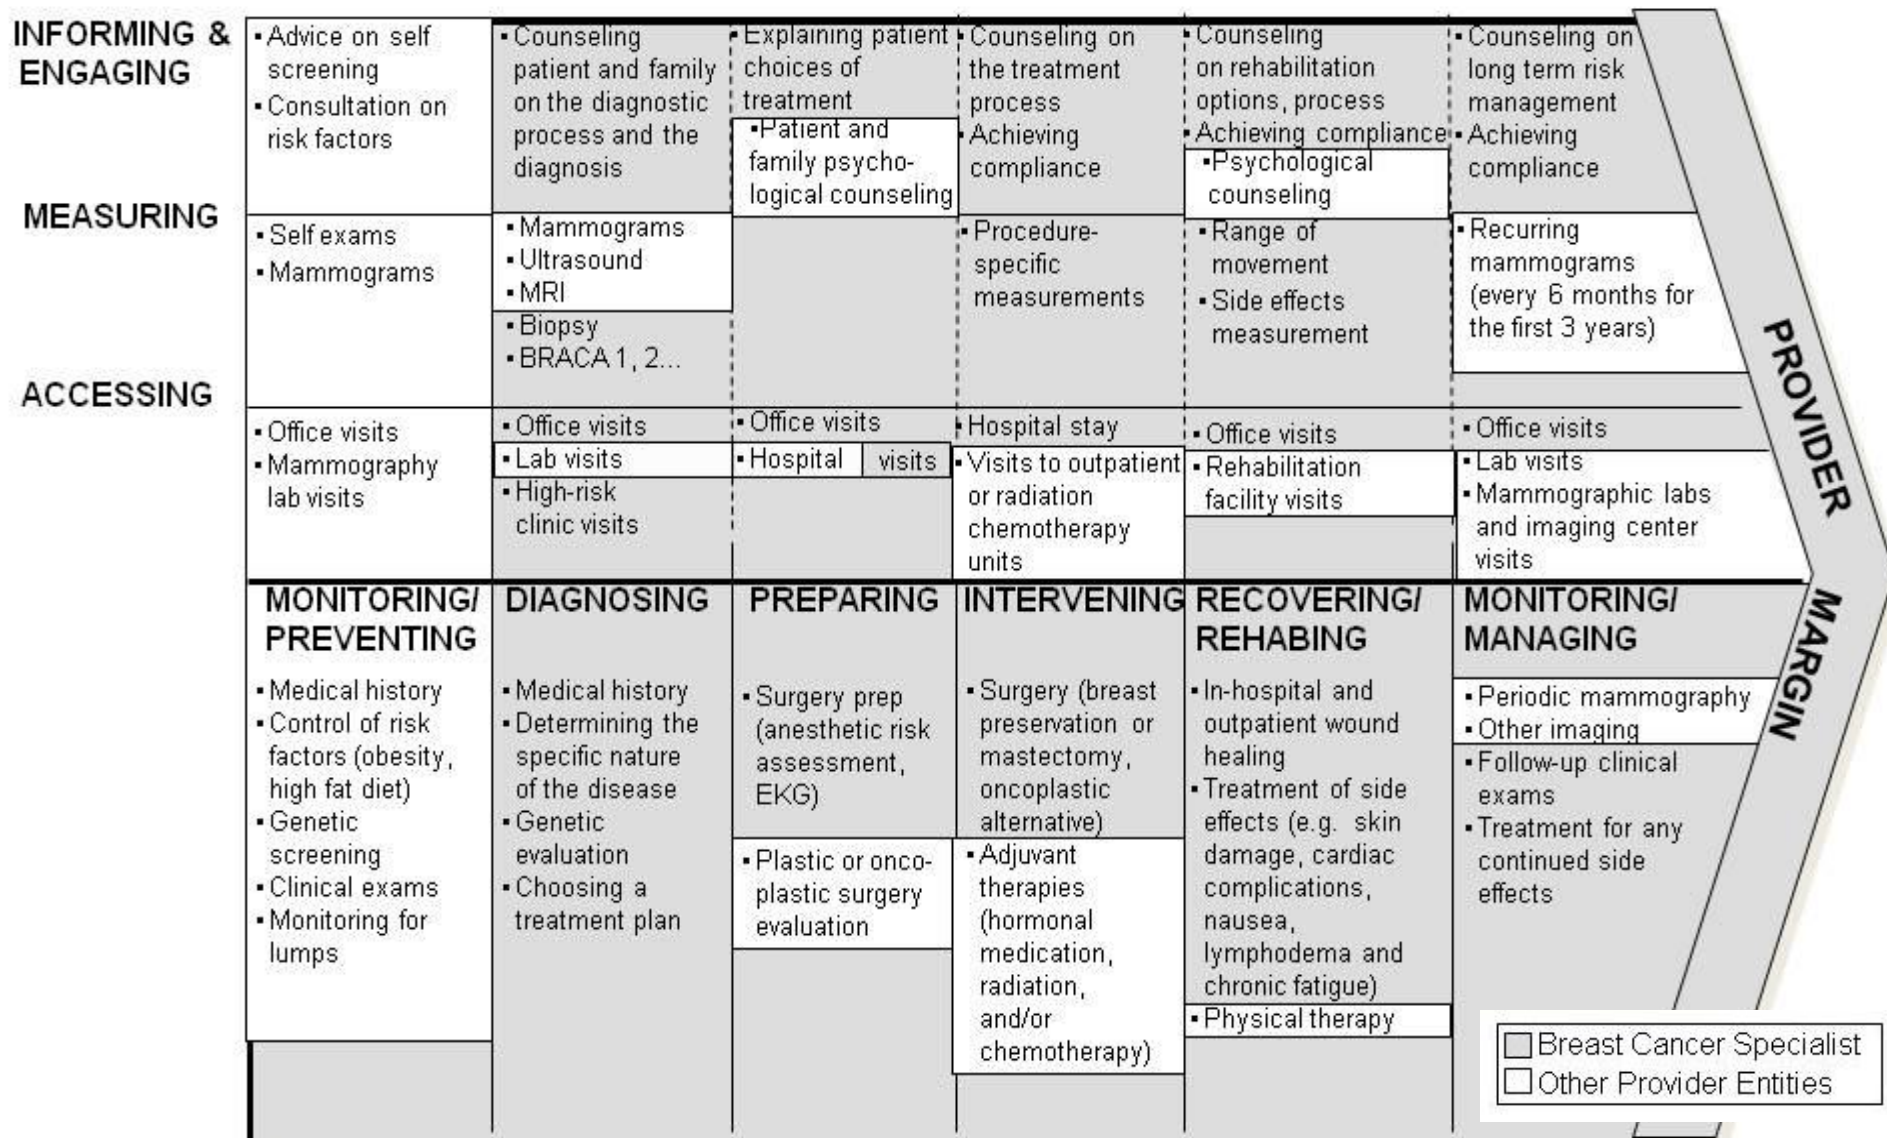 INFORMING &
ENGAGING
▪ Advice on self
screening
▪ Consultation on
risk factors
▪ Counseling
patient and family
on the diagnostic
process and the
diagnosis
▪ Explaining patient
choices of
treatment
▪ Patient and
family psycho-
logical counseling
▪ Counseling on
the treatment
process
▪ Achieving
compliance
▪ Counseling
on rehabilitation
options, process
▪ Achieving compliance
▪ Psychological
counseling
▪ Counseling on
long term risk
management
▪ Achieving
compliance
MEASURING
▪ Self exams
▪ Mammograms
▪ Mammograms
▪ Ultrasound
▪ MRI
▪ Biopsy
▪ BRACA 1, 2...
▪ Procedure-
specific
measurements
▪ Range of
movement
▪ Side effects
measurement
▪ Recurring
mammograms
(every 6 months for
the first 3 years)
ACCESSING
▪ Office visits
▪ Mammography
lab visits
▪ Office visits
▪ Lab visits
▪ High-risk
clinic visits
▪ Office visits
▪ Hospital visits
▪ Hospital stay
▪ Visits to outpatient
or radiation
chemotherapy
units
▪ Office visits
▪ Rehabilitation
facility visits
▪ Office visits
▪ Lab visits
▪ Mammographic labs
and imaging center
visits
MONITORING/
PREVENTING
▪ Medical history
▪ Control of risk
factors (obesity,
high fat diet)
▪ Genetic
screening
▪ Clinical exams
▪ Monitoring for
lumps
DIAGNOSING
▪ Medical history
▪ Determining the
specific nature
of the disease
▪ Genetic
evaluation
▪ Choosing a
treatment plan
PREPARING
▪ Surgery prep
(anesthetic risk
assessment,
EKG)
▪ Plastic or onco-
plastic surgery
evaluation
INTERVENING
▪ Surgery (breast
preservation or
mastectomy,
oncoplastic
alternative)
▪ Adjuvant
therapies
(hormonal
medication,
radiation,
and/or
chemotherapy)
RECOVERING/
REHABING
▪ In-hospital and
outpatient wound
healing
▪ Treatment of side
effects (e.g. skin
damage, cardiac
complications,
nausea,
lymphodema and
chronic fatigue)
▪ Physical therapy
MONITORING/
MANAGING
▪ Periodic mammography
▪ Other imaging
▪ Follow-up clinical
exams
▪ Treatment for any
continued side
effects
PROVIDER
MARGIN
Breast Cancer Specialist
Other Provider Entities